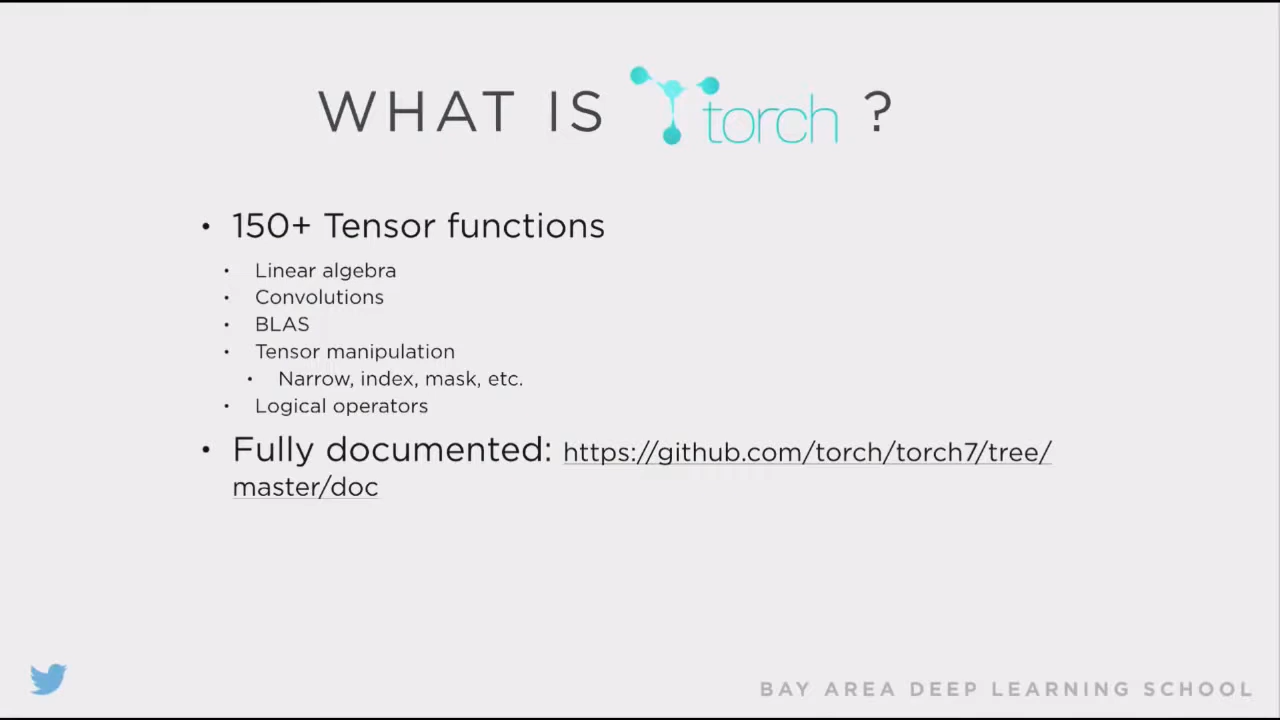 WHAT IS torch ?
• 150+ Tensor functions
• Linear algebra
• Convolutions
• BLAS
• Tensor manipulation
• Narrow, index, mask, etc.
• Logical operators
• Fully documented: https://github.com/torch/torch7/tree/
master/doc
BAY AREA DEEP LEARNING SCHOOL